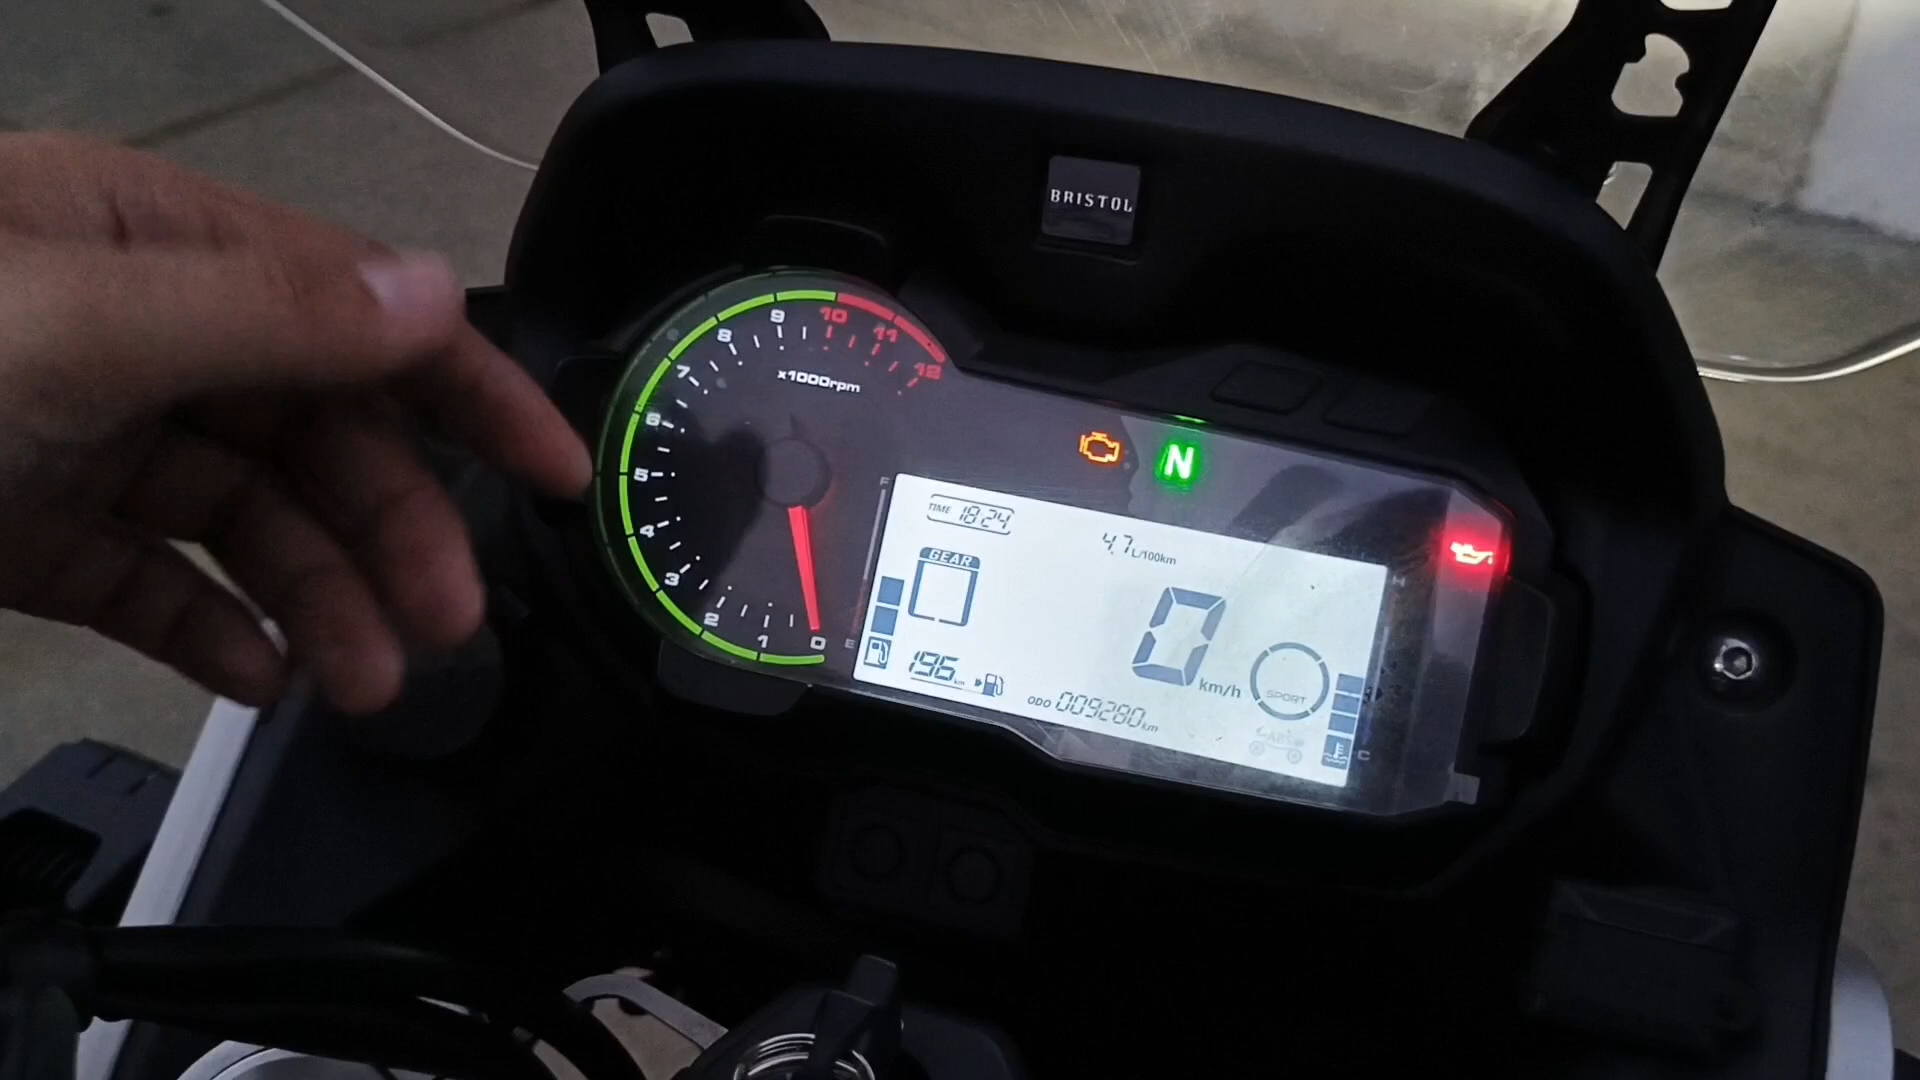 BRISTOL
0 1 2 3 4 5 6 7 8 9 10 11 12
x1000rpm
N
F
E
TIME 18:24
4.7 L/100km
GEAR
0 km/h
SPORT
196 km
ODO 009280 km
ABS
H
C